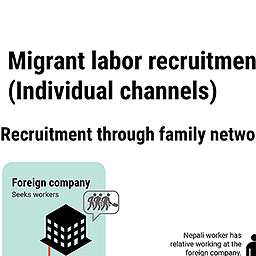 Migrant labor recruitmen
(Individual channels)
Recruitment through family netwo
Foreign company
Seeks workers
Nepali worker has
relative working at the
foreign company.